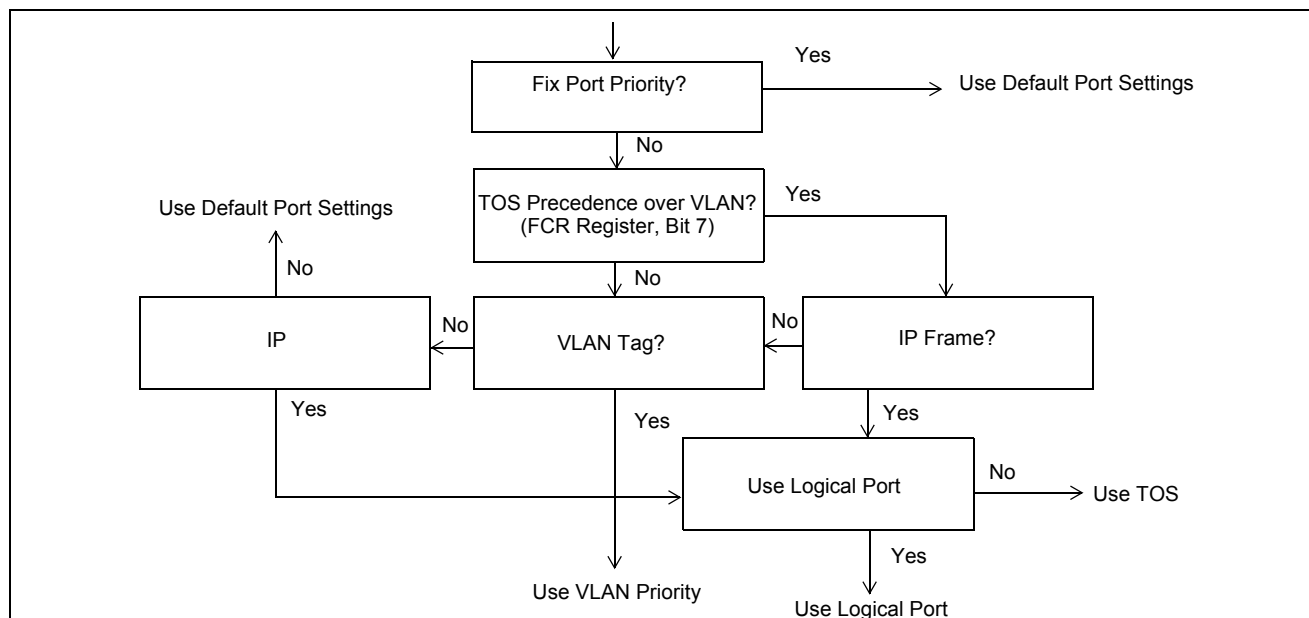 Yes
Fix Port Priority?
Use Default Port Settings
No
TOS Precedence over VLAN?
(FCR Register, Bit 7)
Yes
Use Default Port Settings
No
No
IP
No
VLAN Tag?
No
IP Frame?
Yes
Yes
Yes
Use Logical Port
No
Use TOS
Yes
Use VLAN Priority
Use Logical Port